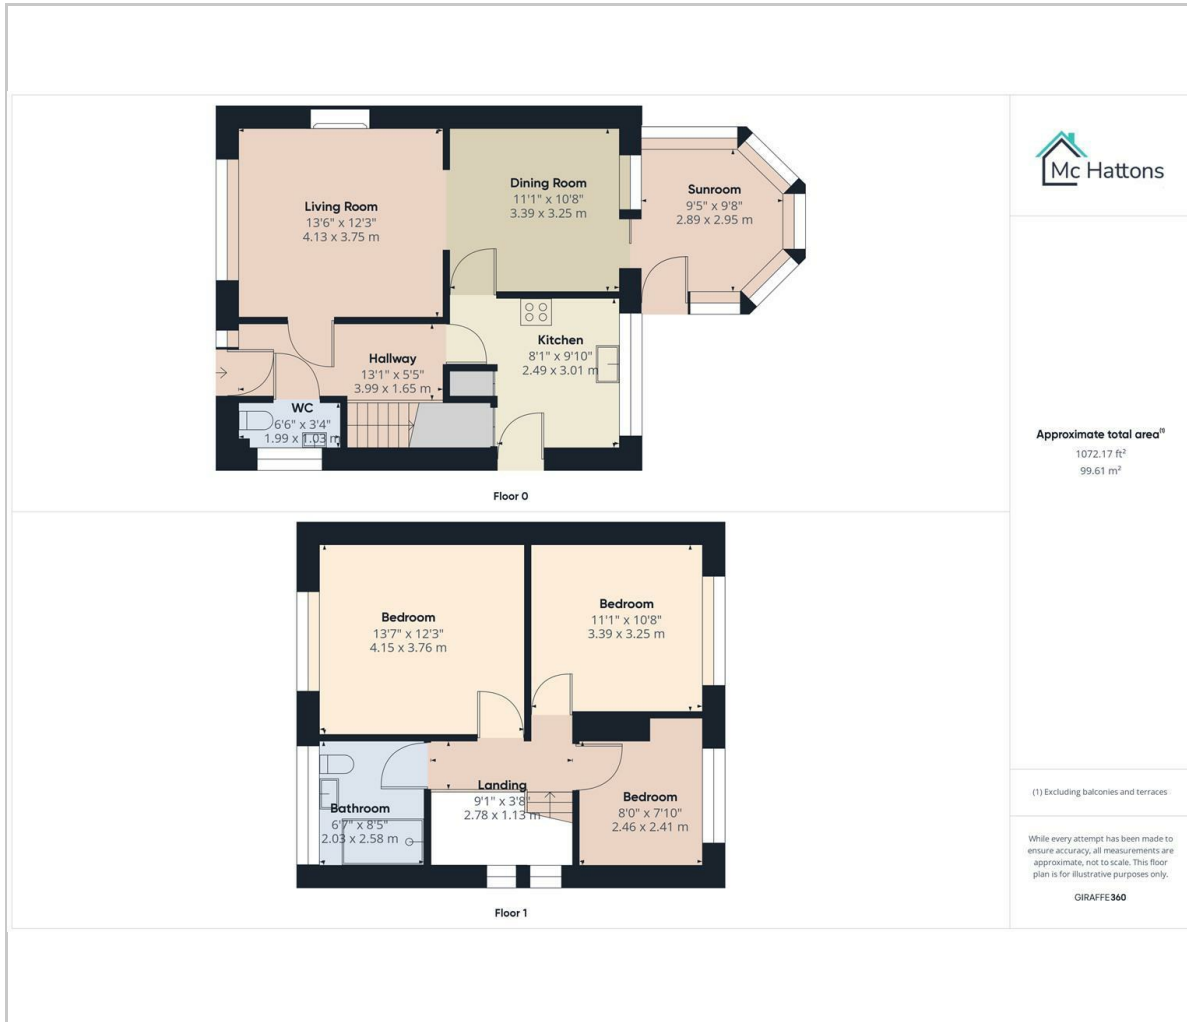 Living Room
13'6" x 12'3"
4.13 x 3.75 m
Dining Room
11'1" x 10'8"
3.39 x 3.25 m
Sunroom
9'5" x 9'8"
2.89 x 2.95 m
Kitchen
8'1" x 9'10"
2.49 x 3.01 m
Hallway
13'1" x 5'5"
3.99 x 1.65 m
WC
6'6" x 3'4"
1.99 x 1.03 m
Floor 0
Bedroom
13'7" x 12'3"
4.15 x 3.76 m
Bedroom
11'1" x 10'8"
3.39 x 3.25 m
Landing
9'1" x 3'8"
2.78 x 1.13 m
Bathroom
6'7" x 8'5"
2.03 x 2.58 m
Bedroom
8'0" x 7'10"
2.46 x 2.41 m
Floor 1
Mc Hattons
Approximate total area(1)
1072.17 ft²
99.61 m²
(1) Excluding balconies and terraces
While every attempt has been made to
ensure accuracy, all measurements are
approximate, not to scale. This floor
plan is for illustrative purposes only.
GIRAFFE360